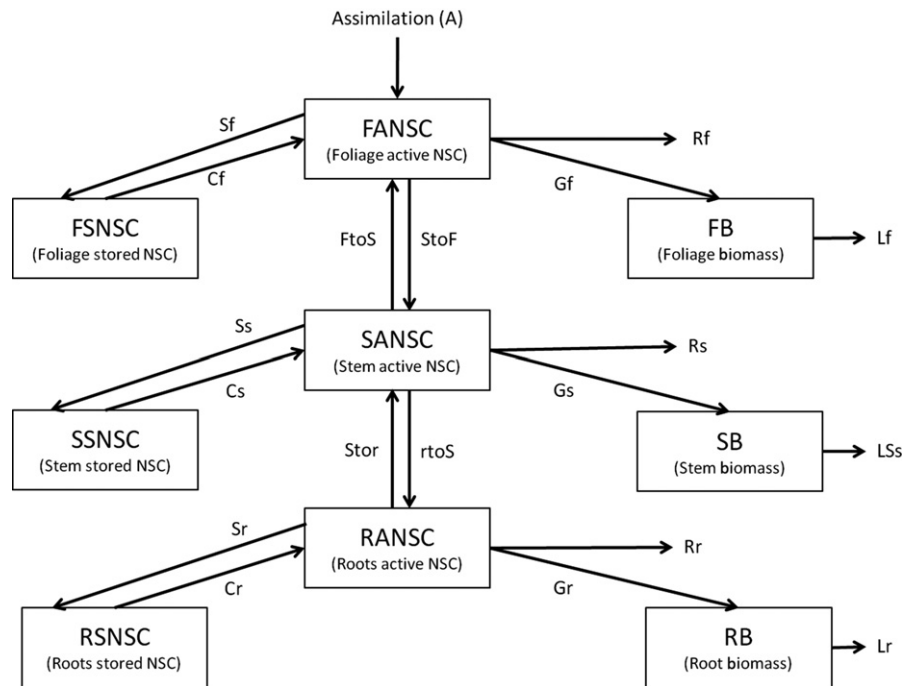 Assimilation (A)
FANSC
(Foliage active NSC)
Sf
Cf
Rf
Gf
FSNSC
(Foliage stored NSC)
FtoS
StoF
FB
(Foliage biomass)
Lf
SANSC
(Stem active NSC)
Ss
Cs
Rs
Gs
SSNSC
(Stem stored NSC)
Stor
rtoS
SB
(Stem biomass)
LSs
RANSC
(Roots active NSC)
Sr
Cr
Rr
Gr
RSNSC
(Roots stored NSC)
RB
(Root biomass)
Lr